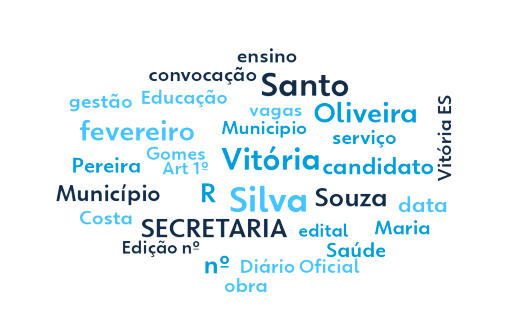 ensino
convocação
Santo
gestão
Educação
vagas
Oliveira
Vitória ES
fevereiro
Municipio
serviço
Gomes
Vitória
candidato
Pereira
Art 1º
Município
R
Silva
Souza
data
Costa
SECRETARIA
edital
Maria
Edição nº
Saúde
nº
Diário Oficial
obra